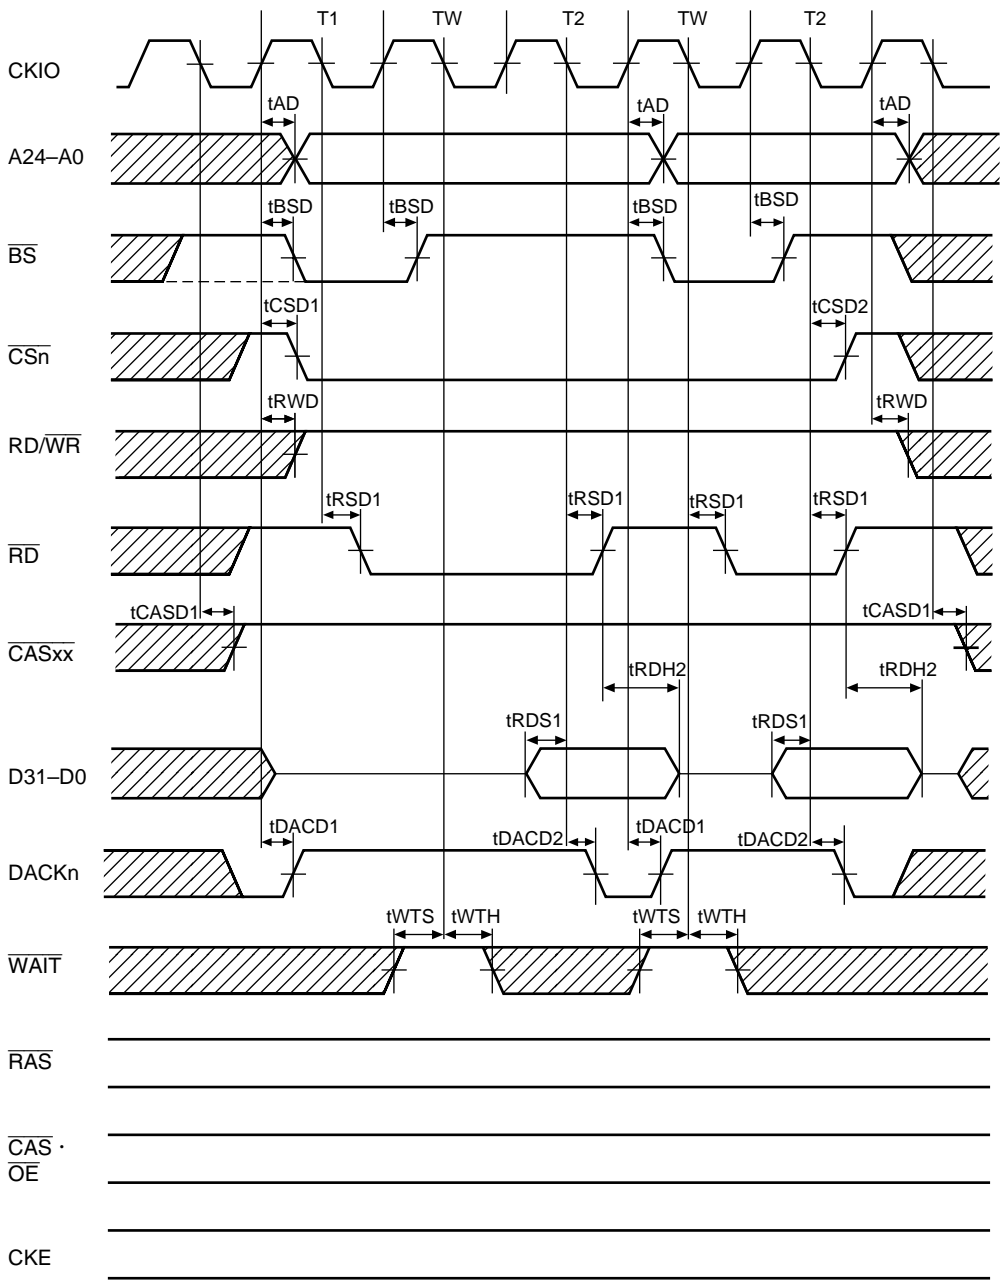 T1 TW T2 TW T2
CKIO
tAD tAD tAD
A24–A0
tBSD tBSD tBSD tBSD
BS
tCSD1 tCSD2
CSn
tRWD tRWD
RD/WR
tRSD1 tRSD1 tRSD1 tRSD1
RD
tCASD1 tCASD1
CASxx
tRDH2 tRDH2
tRDS1 tRDS1
D31–D0
tDACD1 tDACD2 tDACD1 tDACD2
DACKn
tWTS tWTH tWTS tWTH
WAIT
RAS
CAS ·
OE
CKE